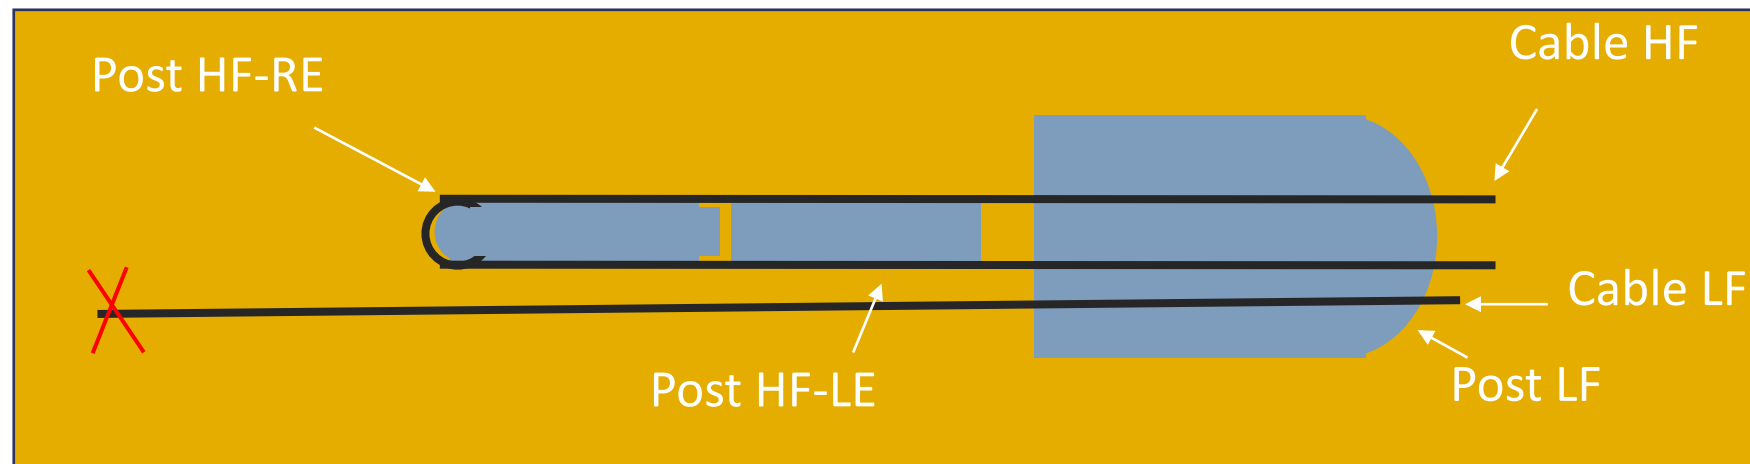 Cable HF
Post HF-RE
Cable LF
Post HF-LE
Post LF